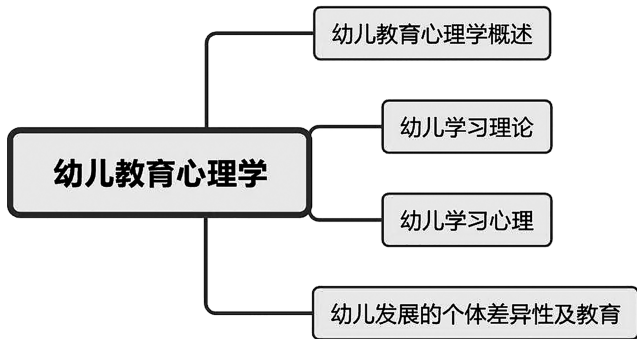 幼儿教育心理学概述
幼儿学习理论
幼儿教育心理学
幼儿学习心理
幼儿发展的个体差异性及教育